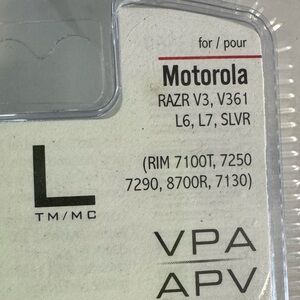 for / pour
Motorola
RAZR V3, V361
L6, L7, SLVR
L
TM/MC
(RIM 7100T, 7250
7290, 8700R, 7130)
VPA
APV